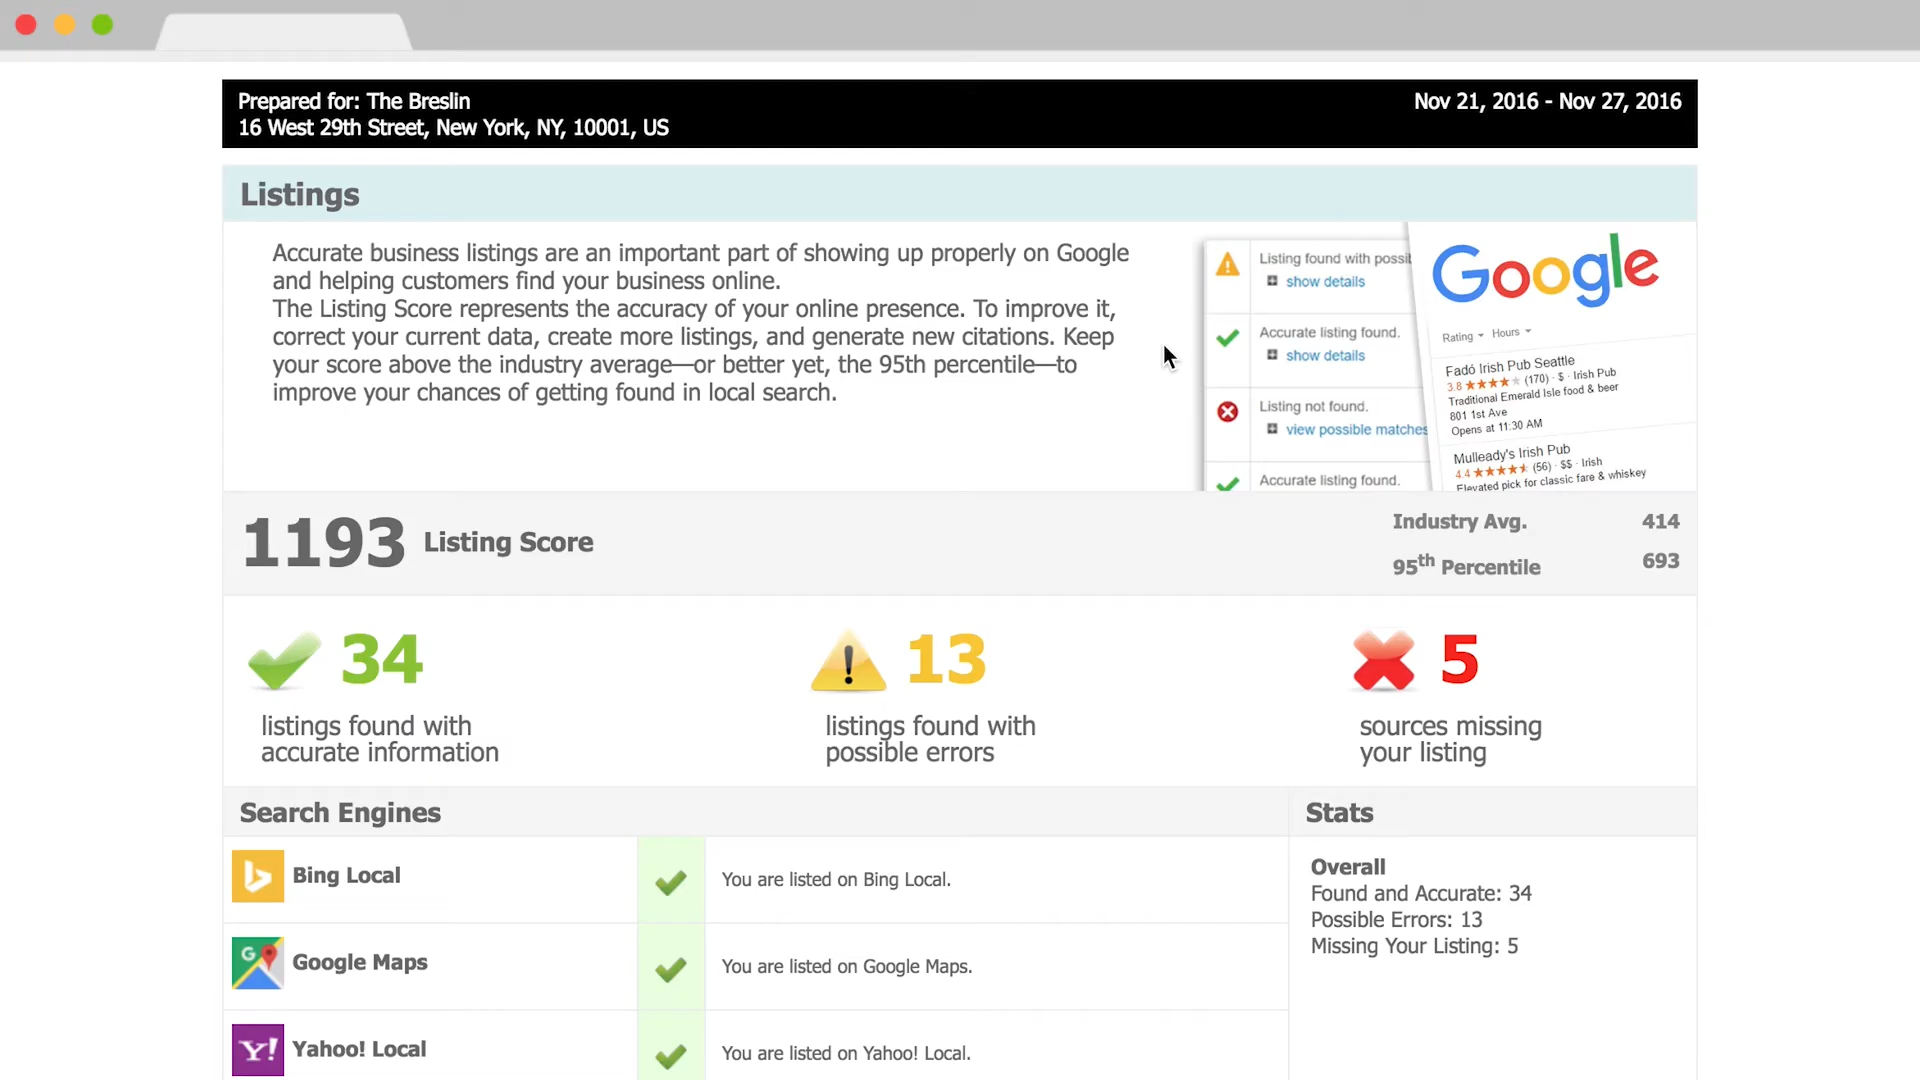 Prepared for: The Breslin
16 West 29th Street, New York, NY, 10001, US
Nov 21, 2016 - Nov 27, 2016
Listings
Accurate business listings are an important part of showing up properly on Google
and helping customers find your business online.
The Listing Score represents the accuracy of your online presence. To improve it,
correct your current data, create more listings, and generate new citations. Keep
your score above the industry average—or better yet, the 95th percentile—to
improve your chances of getting found in local search.
Listing found with possib
show details
Accurate listing found.
show details
Listing not found.
view possible matches
Accurate listing found.
Google
Rating Hours
Fadó Irish Pub Seattle
3.8 (170) · $ · Irish Pub
Traditional Emerald Isle food & beer
801 1st Ave
Opens at 11:30 AM
Mulleady's Irish Pub
4.4 (56) · $$ · Irish
Elevated pick for classic fare & whiskey
1193 Listing Score
Industry Avg. 414
95th Percentile 693
34
listings found with
accurate information
13
listings found with
possible errors
5
sources missing
your listing
Search Engines
Bing Local
You are listed on Bing Local.
Google Maps
You are listed on Google Maps.
Y!
Yahoo! Local
You are listed on Yahoo! Local.
Stats
Overall
Found and Accurate: 34
Possible Errors: 13
Missing Your Listing: 5